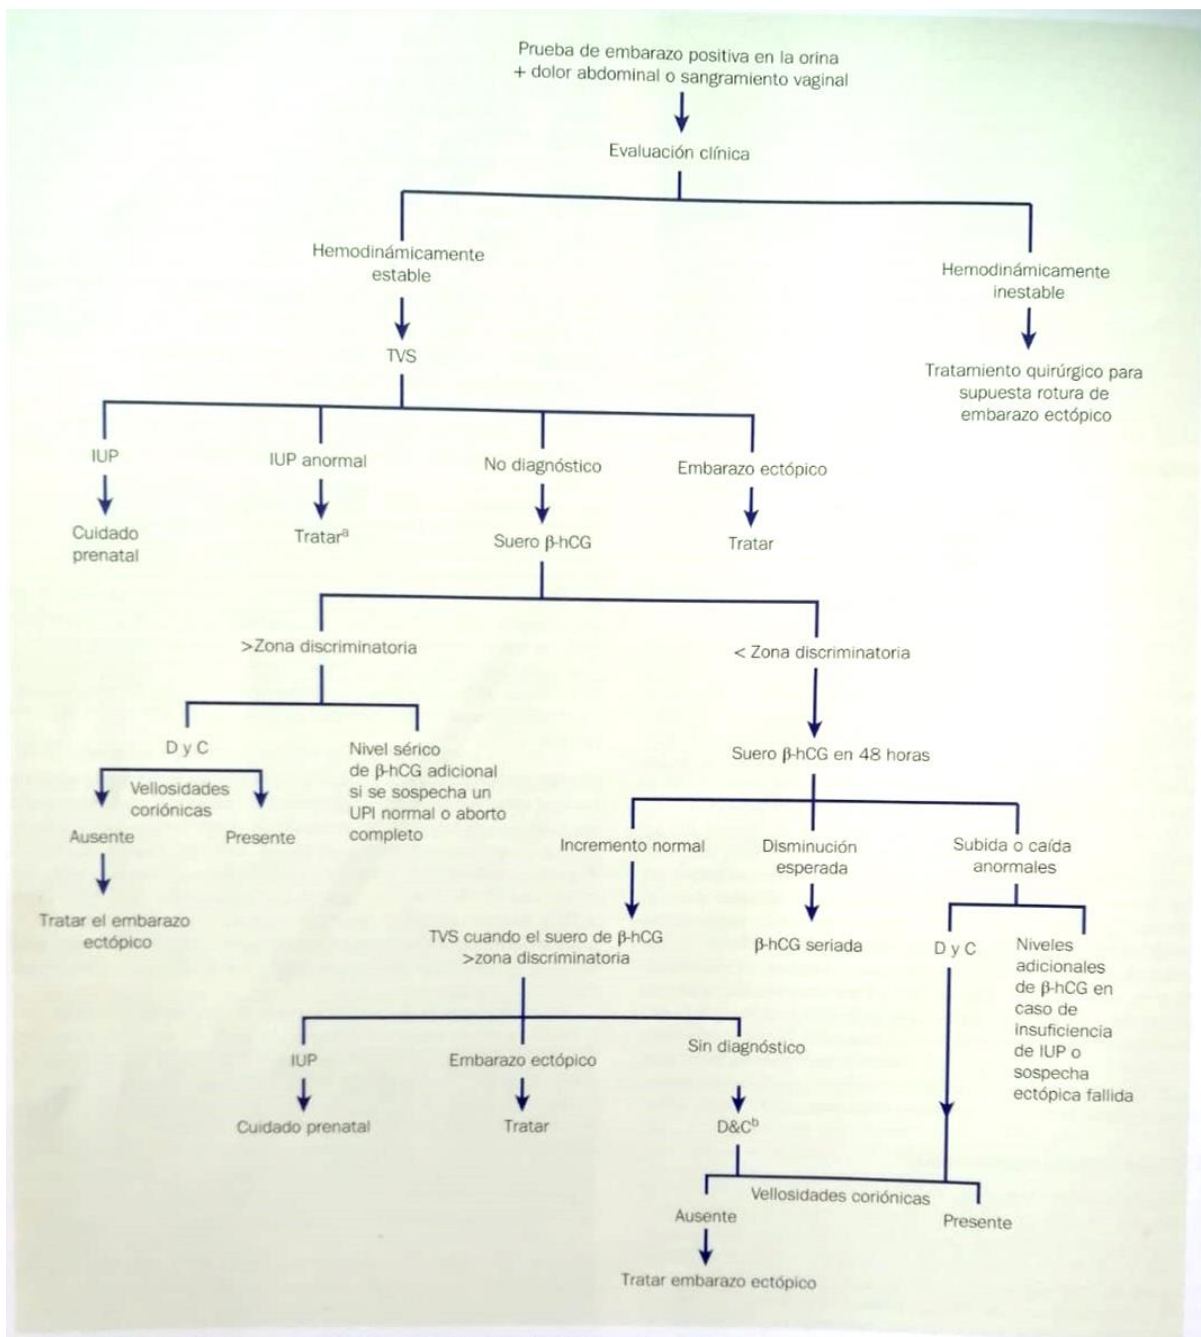 Prueba de embarazo positiva en la orina
+ dolor abdominal o sangramiento vaginal
Evaluación clínica
Hemodinámicamente
estable
Hemodinámicamente
inestable
TVS
Tratamiento quirúrgico para
supuesta rotura de
embarazo ectópico
IUP
IUP anormal
No diagnóstico
Embarazo ectópico
Cuidado
prenatal
Tratarª
Suero β-hCG
Tratar
>Zona discriminatoria
< Zona discriminatoria
D y C
Vellosidades
coriónicas
Ausente
Presente
Tratar el embarazo
ectópico
Nivel sérico
de β-hCG adicional
si se sospecha un
UPI normal o aborto
completo
Suero β-hCG en 48 horas
Incremento normal
Disminución
esperada
Subida o caída
anormales
TVS cuando el suero de β-hCG
>zona discriminatoria
β-hCG seriada
D y C
Niveles
adicionales
de β-hCG en
caso de
insuficiencia
de IUP o
sospecha
ectópica fallida
IUP
Embarazo ectópico
Sin diagnóstico
Cuidado prenatal
Tratar
D&Cᵇ
Vellosidades coriónicas
Ausente
Presente
Tratar embarazo ectópico